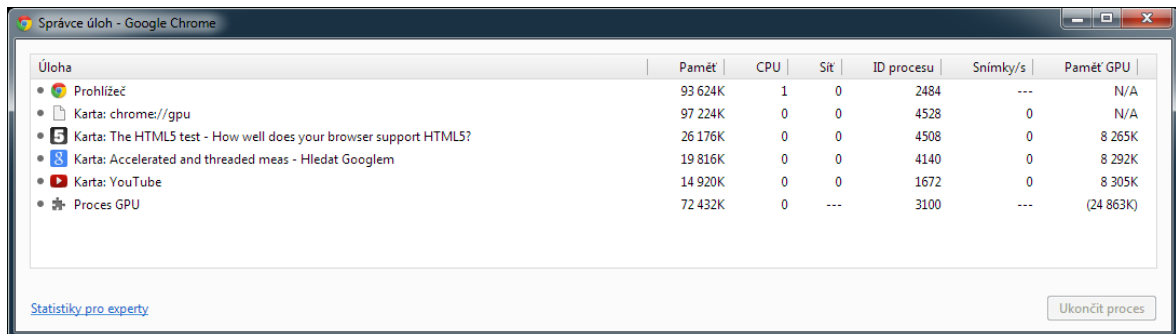 Správce úloh - Google Chrome
Úloha Paměť CPU Síť ID procesu Snímky/s Paměť GPU
Prohlížeč 93 624K 1 0 2484 --- N/A
Karta: chrome://gpu 97 224K 0 0 4528 0 N/A
5 Karta: The HTML5 test - How well does your browser support HTML5? 26 176K 0 0 4508 0 8 265K
8 Karta: Accelerated and threaded meas - Hledat Googlem 19 816K 0 0 4140 0 8 292K
Karta: YouTube 14 920K 0 0 1672 0 8 305K
Proces GPU 72 432K 0 --- 3100 --- (24 863K)
Statistiky pro experty Ukončit proces